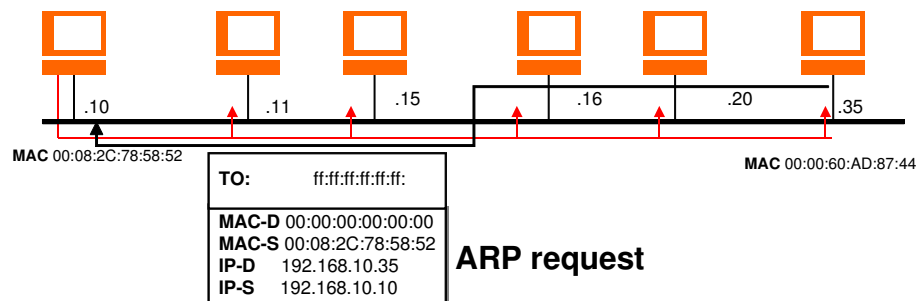 .10
.11
.15
.16
.20
.35
MAC 00:08:2C:78:58:52
MAC 00:00:60:AD:87:44
TO: ff:ff:ff:ff:ff:ff:
MAC-D 00:00:00:00:00:00
MAC-S 00:08:2C:78:58:52
IP-D 192.168.10.35
IP-S 192.168.10.10
ARP request